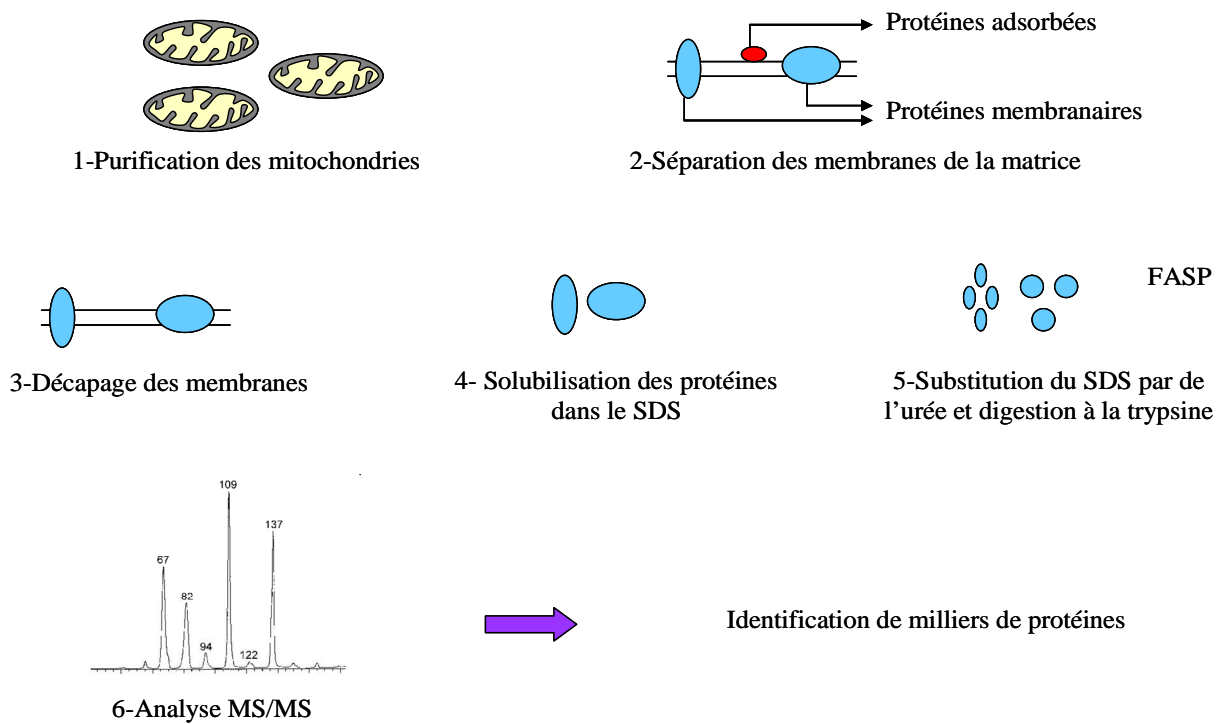 Protéines adsorbées
Protéines membranaires
1-Purification des mitochondries
2-Séparation des membranes de la matrice
FASP
3-Décapage des membranes
4- Solubilisation des protéines
dans le SDS
5-Substitution du SDS par de
l'urée et digestion à la trypsine
109
137
67
82
94
122
Identification de milliers de protéines
6-Analyse MS/MS